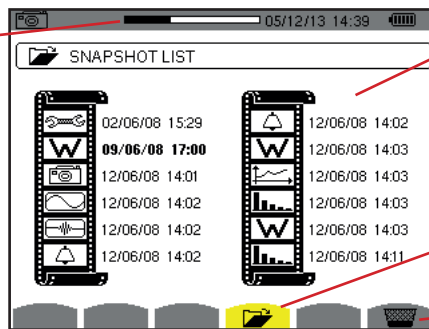 05/12/13 14:39
SNAPSHOT LIST
02/06/08 15:29
W 09/06/08 17:00
12/06/08 14:01
12/06/08 14:02
12/06/08 14:02
12/06/08 14:02
12/06/08 14:02
W 12/06/08 14:03
12/06/08 14:03
12/06/08 14:03
W 12/06/08 14:03
12/06/08 14:11